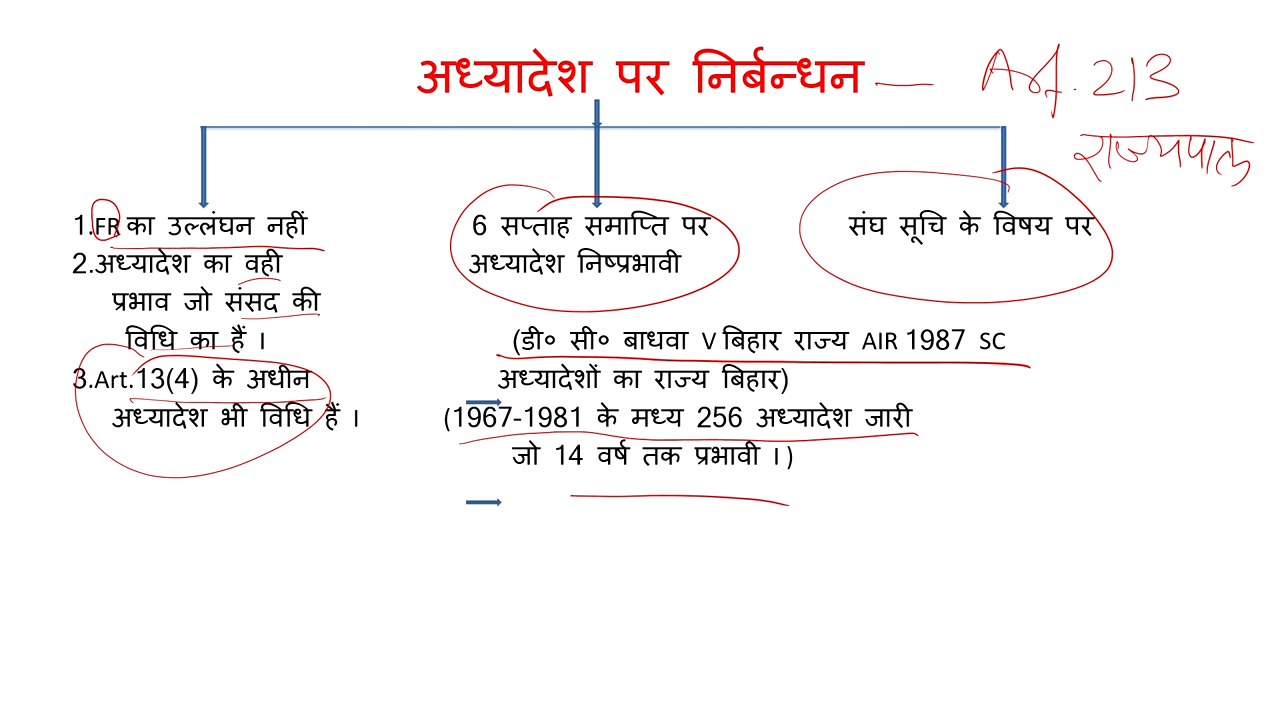 अध्यादेश पर निर्बन्धन — Art. 213
राज्यपाल
1.FR का उल्लंघन नहीं
2.अध्यादेश का वही
प्रभाव जो संसद की
विधि का हैं ।
3.Art.13(4) के अधीन
अध्यादेश भी विधि हैं ।
6 सप्ताह समाप्ति पर
अध्यादेश निष्प्रभावी
(डी० सी० बाधवा V बिहार राज्य AIR 1987 SC
अध्यादेशों का राज्य बिहार)
(1967-1981 के मध्य 256 अध्यादेश जारी
जो 14 वर्ष तक प्रभावी ।)
संघ सूचि के विषय पर